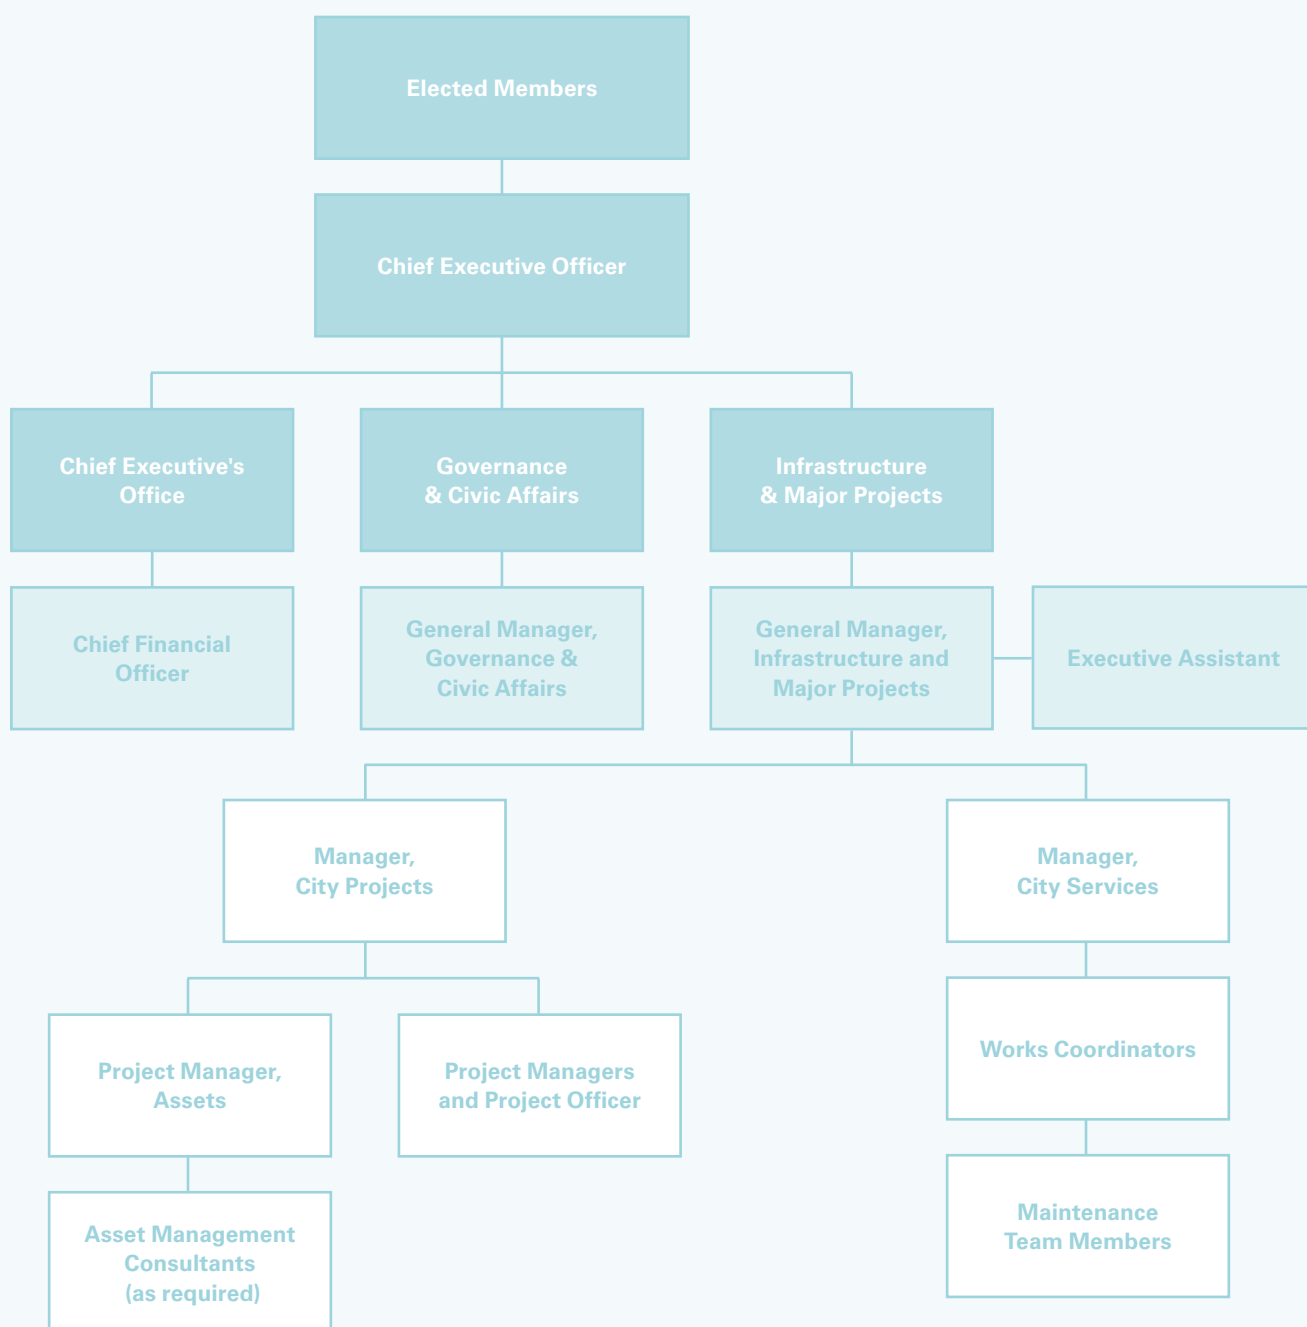 Elected Members
Chief Executive Officer
Chief Executive's
Office
Governance
& Civic Affairs
Infrastructure
& Major Projects
Chief Financial
Officer
General Manager,
Governance &
Civic Affairs
General Manager,
Infrastructure and
Major Projects
Executive Assistant
Manager,
City Projects
Manager,
City Services
Project Manager,
Assets
Project Managers
and Project Officer
Works Coordinators
Asset Management
Consultants
(as required)
Maintenance
Team Members